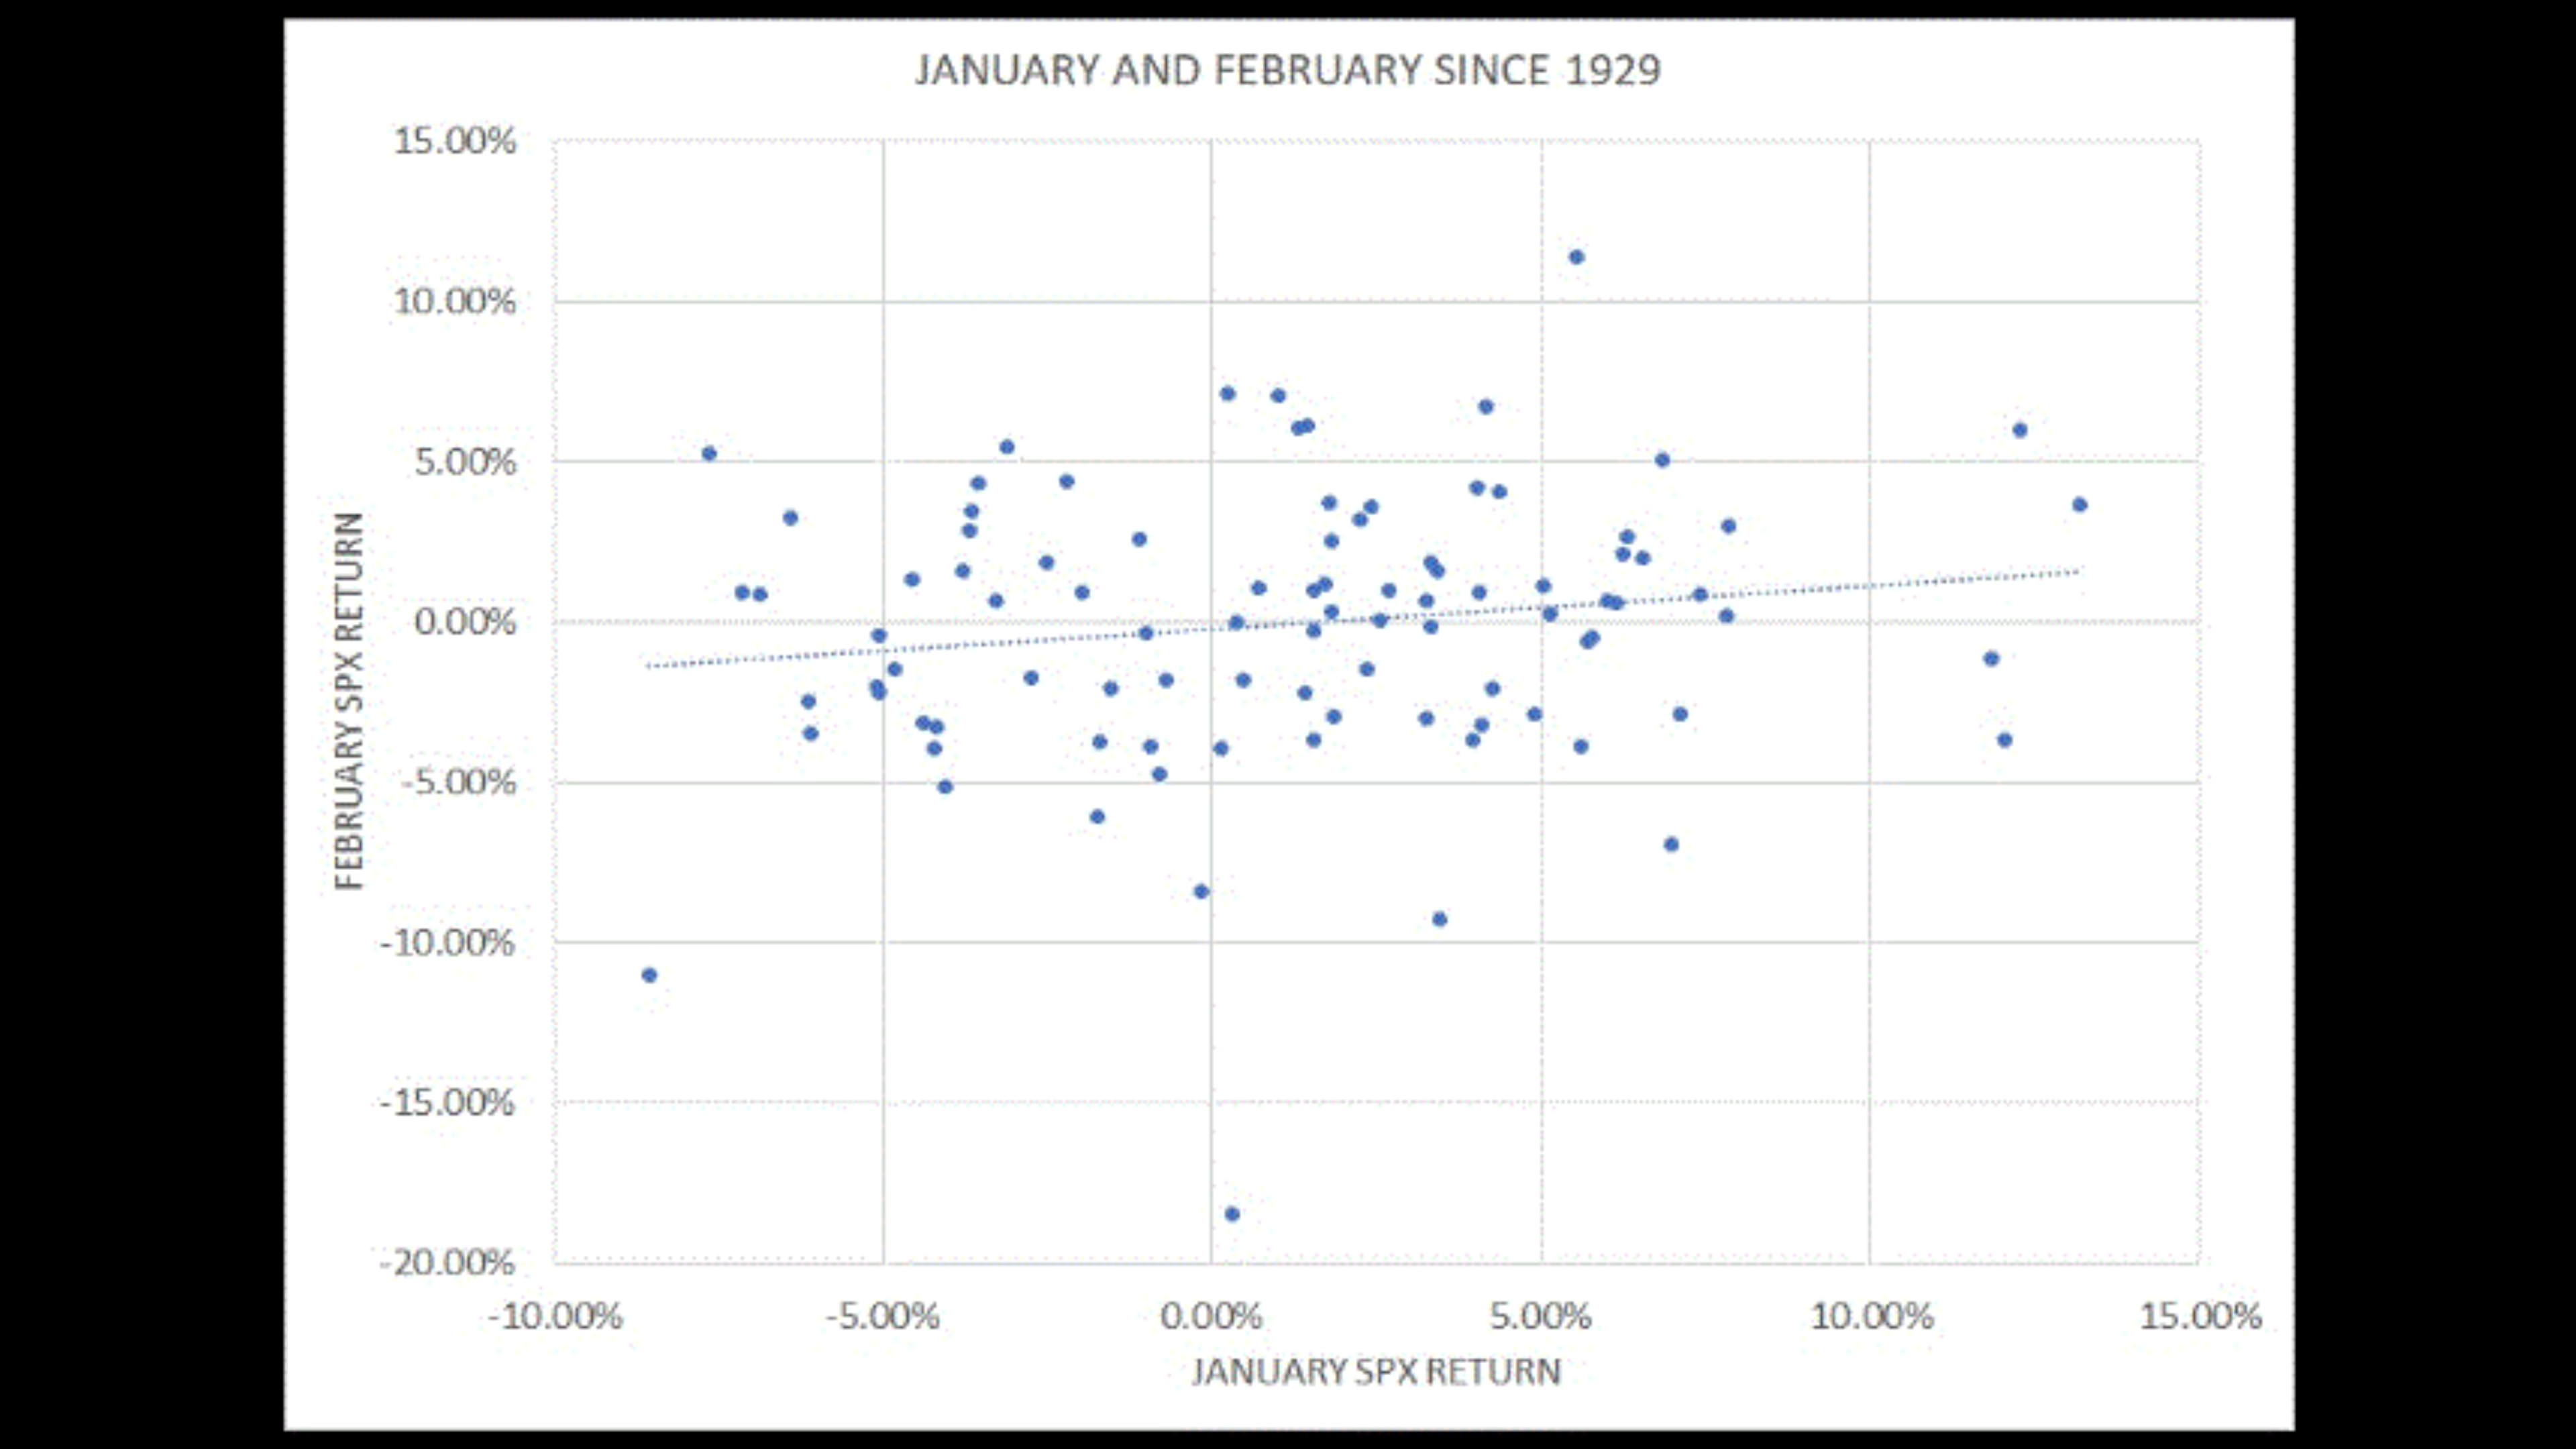 JANUARY AND FEBRUARY SINCE 1929
15.00%
10.00%
5.00%
0.00%
-5.00%
-10.00%
-15.00%
-20.00%
FEBRUARY SPX RETURN
-10.00% -5.00% 0.00% 5.00% 10.00% 15.00%
JANUARY SPX RETURN